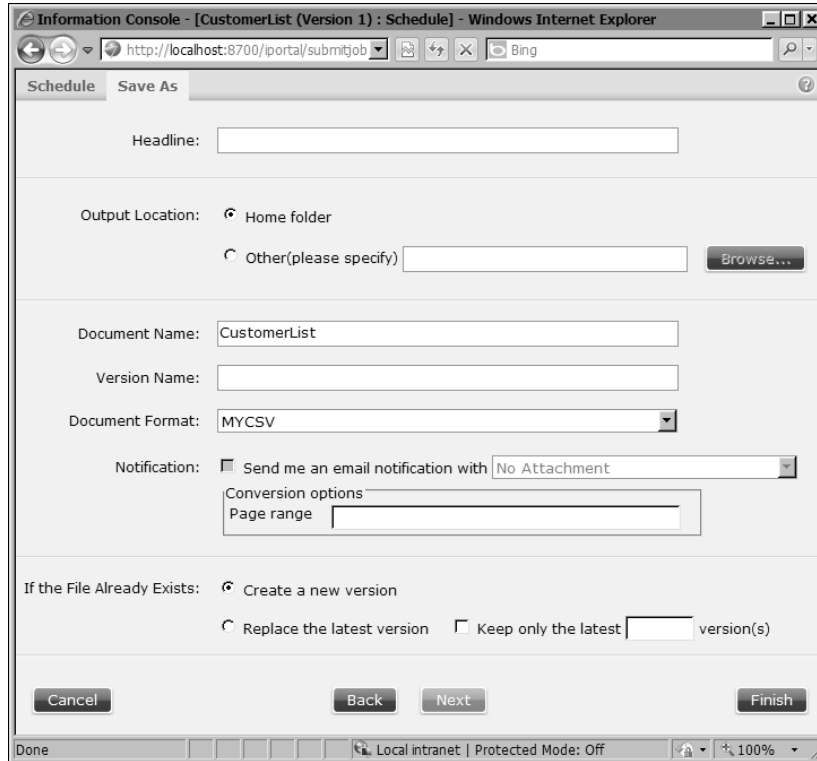 Information Console - [CustomerList (Version 1) : Schedule] - Windows Internet Explorer
http://localhost:8700/iportal/submitjob
Bing
Schedule Save As
Headline:
Output Location: Home folder
Other(please specify) Browse...
Document Name: CustomerList
Version Name:
Document Format: MYCSV
Notification: Send me an email notification with No Attachment
Conversion options
Page range
If the File Already Exists: Create a new version
Replace the latest version Keep only the latest version(s)
Cancel Back Next Finish
Done Local intranet | Protected Mode: Off 100%